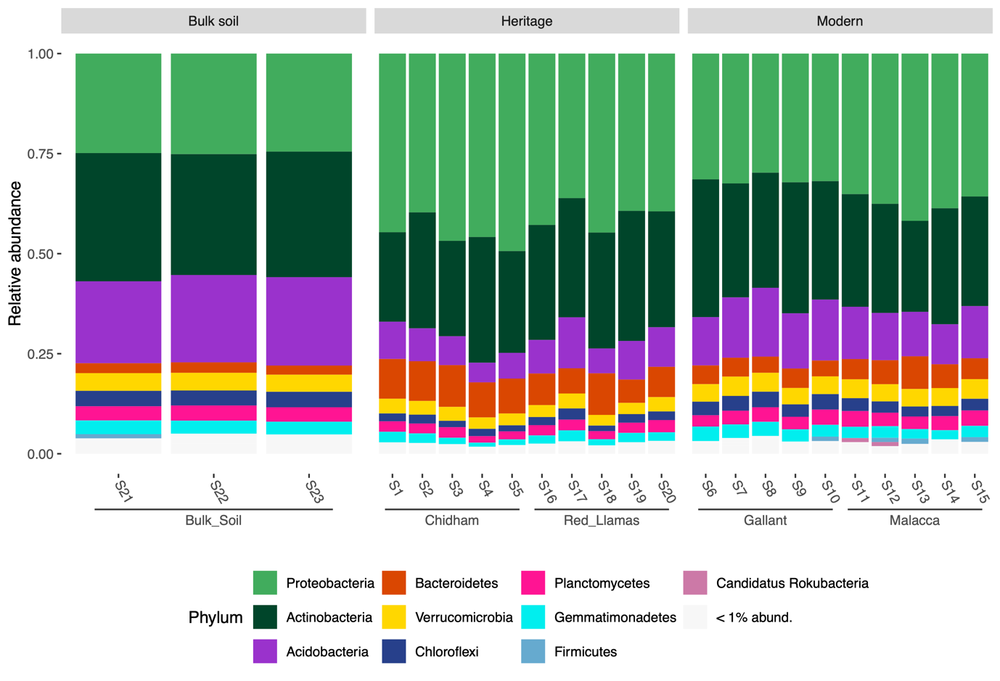 Bulk soil
Heritage
Modern
Relative abundance
1.00
0.75
0.50
0.25
0.00
S21 S22 S23
S1 S2 S3 S4 S5 S16 S17 S18 S19 S20
S6 S7 S8 S9 S10 S11 S12 S13 S14 S15
Bulk_Soil
Chidham
Red_Llamas
Gallant
Malacca
Phylum
Proteobacteria
Actinobacteria
Acidobacteria
Bacteroidetes
Verrucomicrobia
Chloroflexi
Planctomycetes
Gemmatimonadetes
Firmicutes
Candidatus Rokubacteria
< 1% abund.